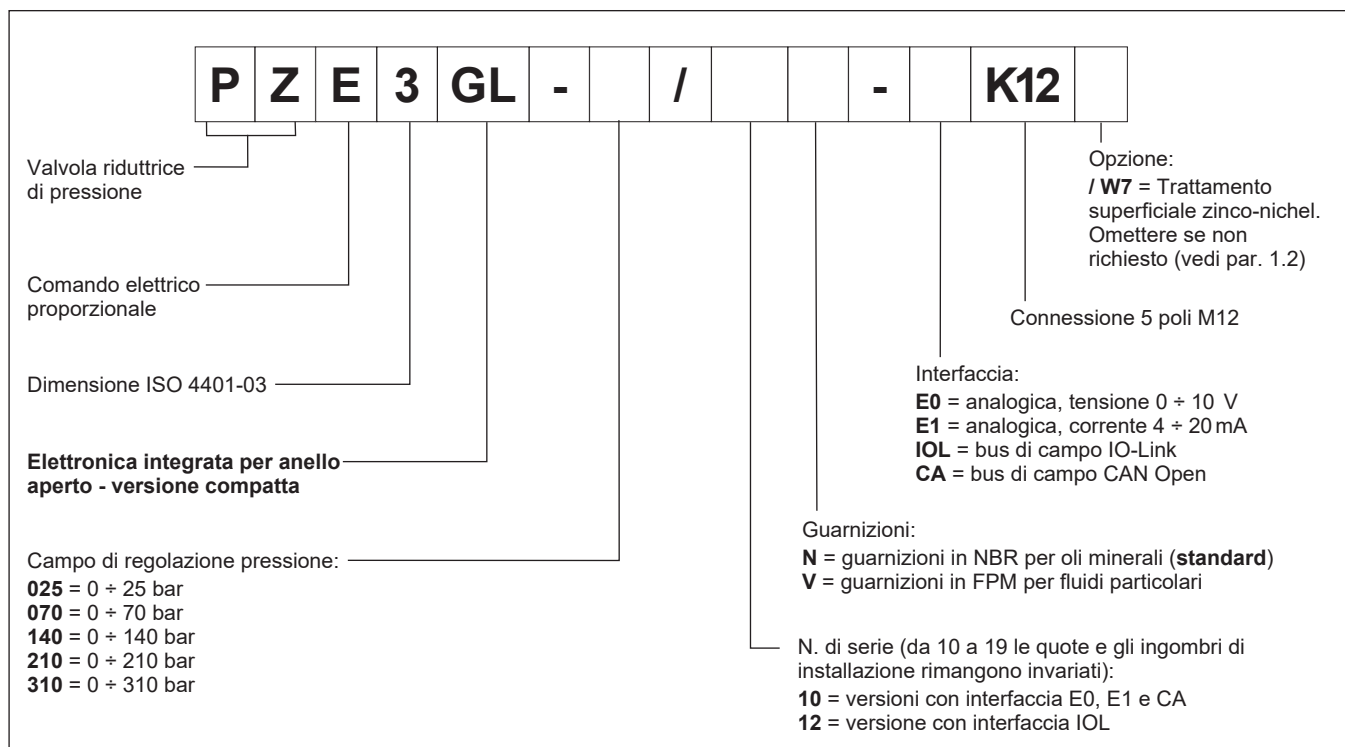 P Z E 3 GL - / - K12
Valvola riduttrice
di pressione
Comando elettrico
proporzionale
Dimensione ISO 4401-03
Elettronica integrata per anello
aperto - versione compatta
Campo di regolazione pressione:
025 = 0 ÷ 25 bar
070 = 0 ÷ 70 bar
140 = 0 ÷ 140 bar
210 = 0 ÷ 210 bar
310 = 0 ÷ 310 bar
Opzione:
/ W7 = Trattamento
superficiale zinco-nichel.
Omettere se non
richiesto (vedi par. 1.2)
Connessione 5 poli M12
Interfaccia:
E0 = analogica, tensione 0 ÷ 10 V
E1 = analogica, corrente 4 ÷ 20 mA
IOL = bus di campo IO-Link
CA = bus di campo CAN Open
Guarnizioni:
N = guarnizioni in NBR per oli minerali (standard)
V = guarnizioni in FPM per fluidi particolari
N. di serie (da 10 a 19 le quote e gli ingombri di
installazione rimangono invariati):
10 = versioni con interfaccia E0, E1 e CA
12 = versione con interfaccia IOL